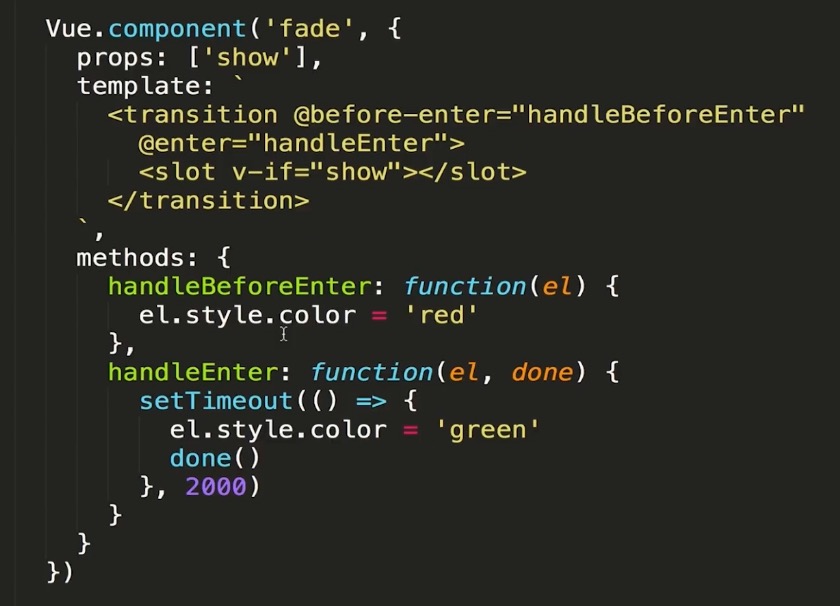 Vue.component('fade', {
  props: ['show'],
  template: `
    <transition @before-enter="handleBeforeEnter"
      @enter="handleEnter">
      <slot v-if="show"></slot>
    </transition>
  `,
  methods: {
    handleBeforeEnter: function(el) {
      el.style.color = 'red'
    },
    handleEnter: function(el, done) {
      setTimeout(() => {
        el.style.color = 'green'
        done()
      }, 2000)
    }
  }
})